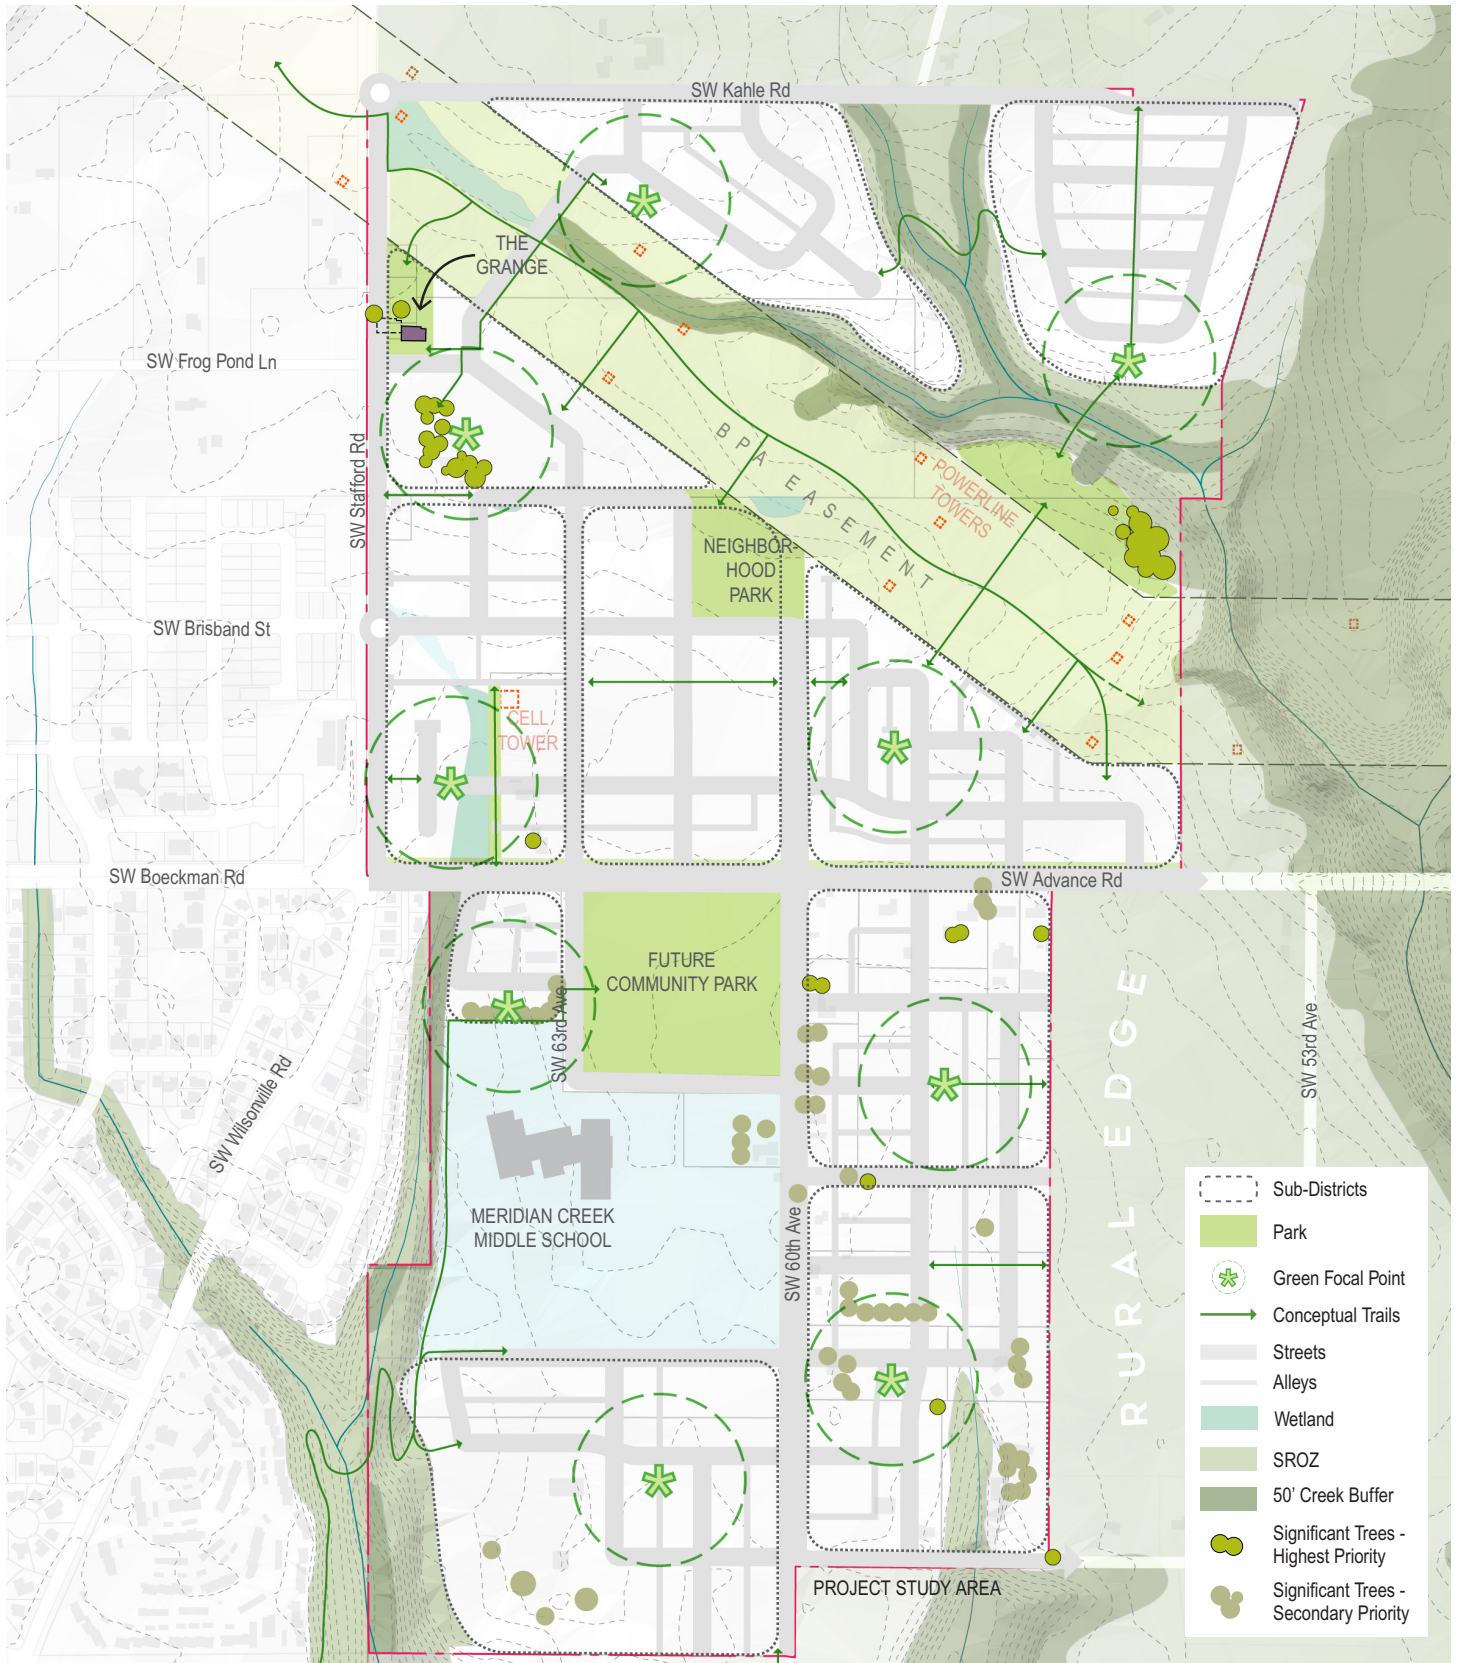 SW Kahle Rd
THE
GRANGE
SW Frog Pond Ln
SW Stafford Rd
BPA EASEMENT
POWERLINE
TOWERS
NEIGHBOR-
HOOD
PARK
SW Brisband St
CELL
TOWER
SW Boeckman Rd
SW Advance Rd
FUTURE
COMMUNITY PARK
SW 63rd Ave
SW Wilsonville Rd
RURAL EDGE
SW 53rd Ave
MERIDIAN CREEK
MIDDLE SCHOOL
SW 60th Ave
PROJECT STUDY AREA
Sub-Districts
Park
Green Focal Point
Conceptual Trails
Streets
Alleys
Wetland
SROZ
50' Creek Buffer
Significant Trees -
Highest Priority
Significant Trees -
Secondary Priority